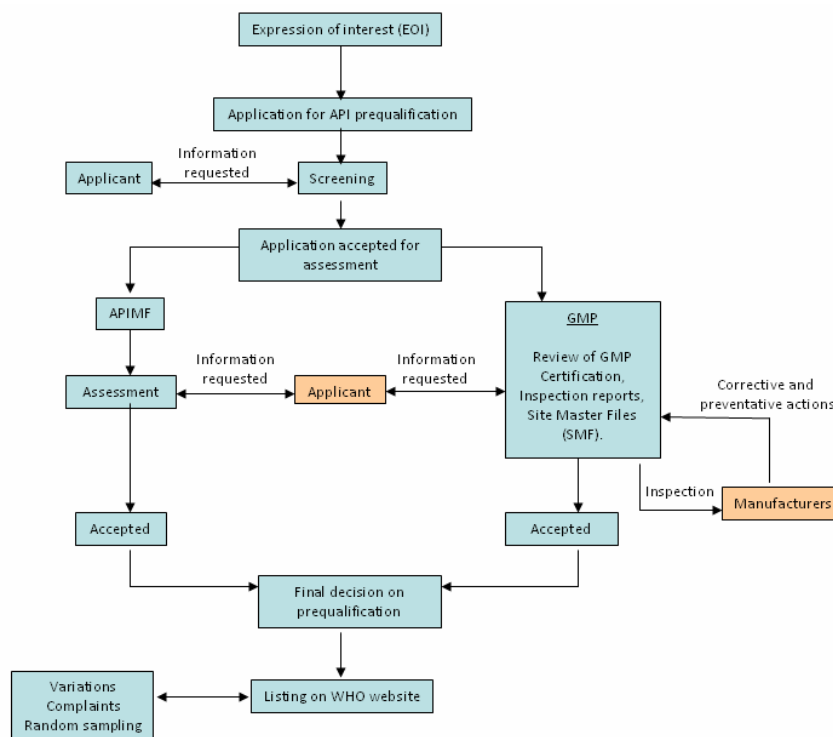 Expression of interest (EOI)
Application for API prequalification
Information
requested
Applicant
Screening
Application accepted for
assessment
APIMF
GMP
Review of GMP
Certification,
Inspection reports,
Site Master Files
(SMF).
Information
requested
Information
requested
Assessment
Applicant
Corrective and
preventative actions
Inspection
Manufacturers
Accepted
Accepted
Final decision on
prequalification
Listing on WHO website
Variations
Complaints
Random sampling